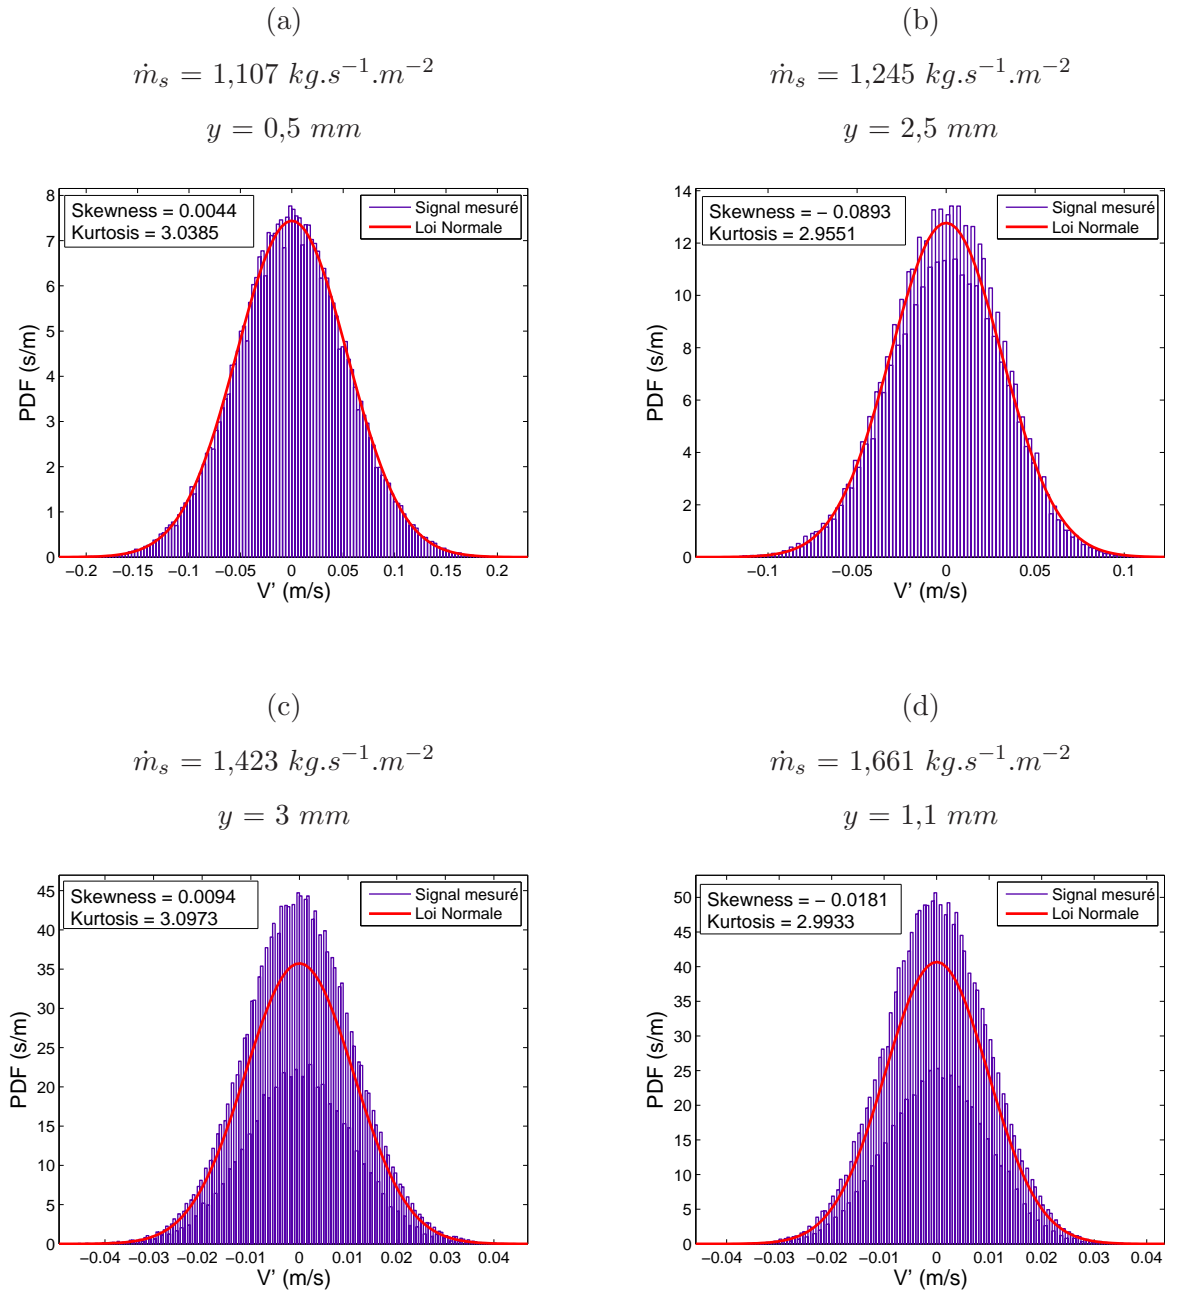 (a)
ṁₛ = 1,107 kg.s⁻¹.m⁻²
y = 0,5 mm
Skewness = 0.0044
Kurtosis = 3.0385
Signal mesuré
Loi Normale
8
7
6
5
4
3
2
1
0
PDF (s/m)
−0.2 −0.15 −0.1 −0.05 0 0.05 0.1 0.15 0.2
V' (m/s)
(b)
ṁₛ = 1,245 kg.s⁻¹.m⁻²
y = 2,5 mm
Skewness = − 0.0893
Kurtosis = 2.9551
Signal mesuré
Loi Normale
14
12
10
8
6
4
2
0
PDF (s/m)
−0.1 −0.05 0 0.05 0.1
V' (m/s)
(c)
ṁₛ = 1,423 kg.s⁻¹.m⁻²
y = 3 mm
Skewness = 0.0094
Kurtosis = 3.0973
Signal mesuré
Loi Normale
45
40
35
30
25
20
15
10
5
0
PDF (s/m)
−0.04 −0.03 −0.02 −0.01 0 0.01 0.02 0.03 0.04
V' (m/s)
(d)
ṁₛ = 1,661 kg.s⁻¹.m⁻²
y = 1,1 mm
Skewness = − 0.0181
Kurtosis = 2.9933
Signal mesuré
Loi Normale
50
45
40
35
30
25
20
15
10
5
0
PDF (s/m)
−0.04 −0.03 −0.02 −0.01 0 0.01 0.02 0.03 0.04
V' (m/s)